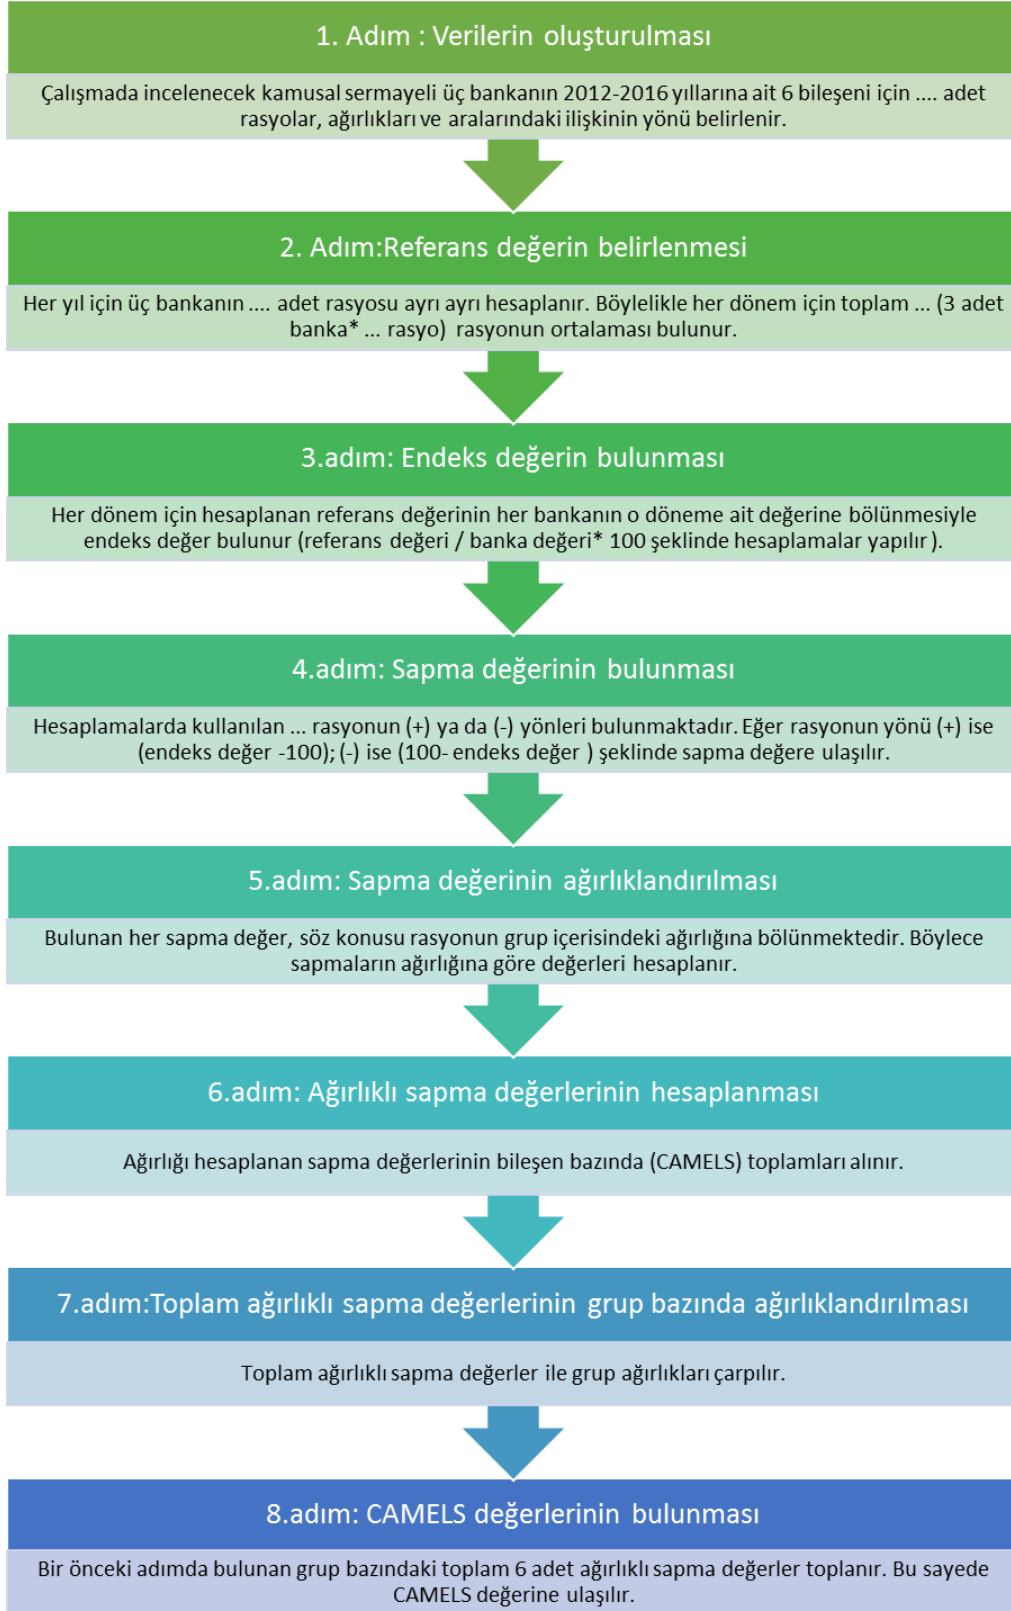 1. Adım : Verilerin oluşturulması
Çalışmada incelenecek kamusal sermayeli üç bankanın 2012-2016 yıllarına ait 6 bileşeni için .... adet
rasyolar, ağırlıkları ve aralarındaki ilişkinin yönü belirlenir.
2. Adım:Referans değerin belirlenmesi
Her yıl için üç bankanın .... adet rasyosu ayrı ayrı hesaplanır. Böylelikle her dönem için toplam ... (3 adet
banka* ... rasyo) rasyonun ortalaması bulunur.
3.adım: Endeks değerin bulunması
Her dönem için hesaplanan referans değerinin her bankanın o döneme ait değerine bölünmesiyle
endeks değer bulunur (referans değeri / banka değeri* 100 şeklinde hesaplamalar yapılır ).
4.adım: Sapma değerinin bulunması
Hesaplamalarda kullanılan ... rasyonun (+) ya da (-) yönleri bulunmaktadır. Eğer rasyonun yönü (+) ise
(endeks değer -100); (-) ise (100- endeks değer ) şeklinde sapma değere ulaşılır.
5.adım: Sapma değerinin ağırlıklandırılması
Bulunan her sapma değer, söz konusu rasyonun grup içerisindeki ağırlığına bölünmektedir. Böylece
sapmaların ağırlığına göre değerleri hesaplanır.
6.adım: Ağırlıklı sapma değerlerinin hesaplanması
Ağırlığı hesaplanan sapma değerlerinin bileşen bazında (CAMELS) toplamları alınır.
7.adım:Toplam ağırlıklı sapma değerlerinin grup bazında ağırlıklandırılması
Toplam ağırlıklı sapma değerler ile grup ağırlıkları çarpılır.
8.adım: CAMELS değerlerinin bulunması
Bir önceki adımda bulunan grup bazındaki toplam 6 adet ağırlıklı sapma değerler toplanır. Bu sayede
CAMELS değerine ulaşılır.